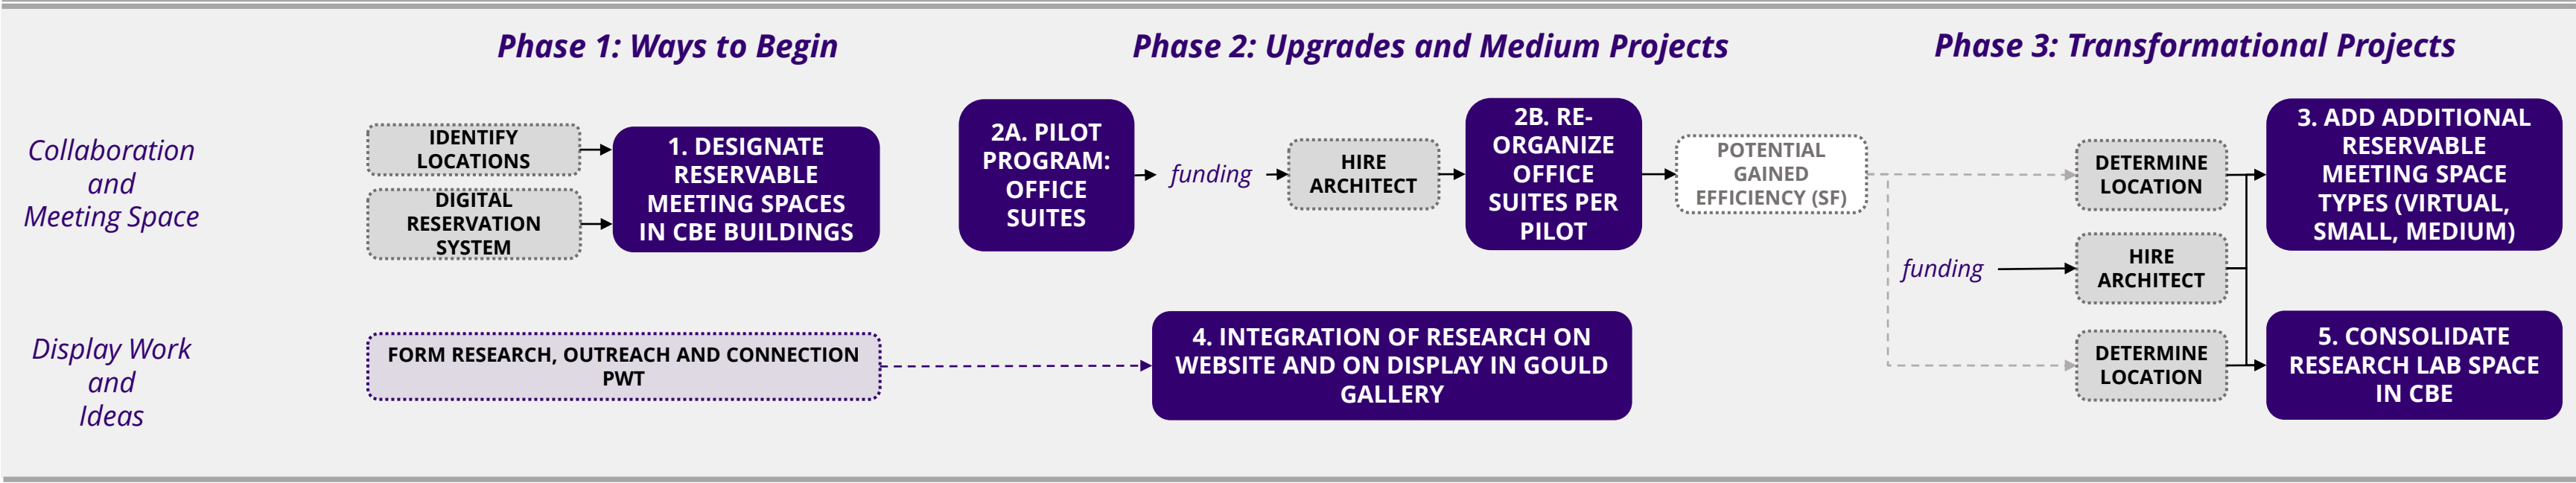 Phase 1: Ways to Begin
Phase 2: Upgrades and Medium Projects
Phase 3: Transformational Projects
Collaboration
and
Meeting Space
IDENTIFY
LOCATIONS
DIGITAL
RESERVATION
SYSTEM
1. DESIGNATE
RESERVABLE
MEETING SPACES
IN CBE BUILDINGS
2A. PILOT
PROGRAM:
OFFICE
SUITES
funding
HIRE
ARCHITECT
2B. RE-
ORGANIZE
OFFICE
SUITES PER
PILOT
POTENTIAL
GAINED
EFFICIENCY (SF)
DETERMINE
LOCATION
3. ADD ADDITIONAL
RESERVABLE
MEETING SPACE
TYPES (VIRTUAL,
SMALL, MEDIUM)
funding
HIRE
ARCHITECT
Display Work
and
Ideas
FORM RESEARCH, OUTREACH AND CONNECTION
PWT
4. INTEGRATION OF RESEARCH ON
WEBSITE AND ON DISPLAY IN GOULD
GALLERY
DETERMINE
LOCATION
5. CONSOLIDATE
RESEARCH LAB SPACE
IN CBE